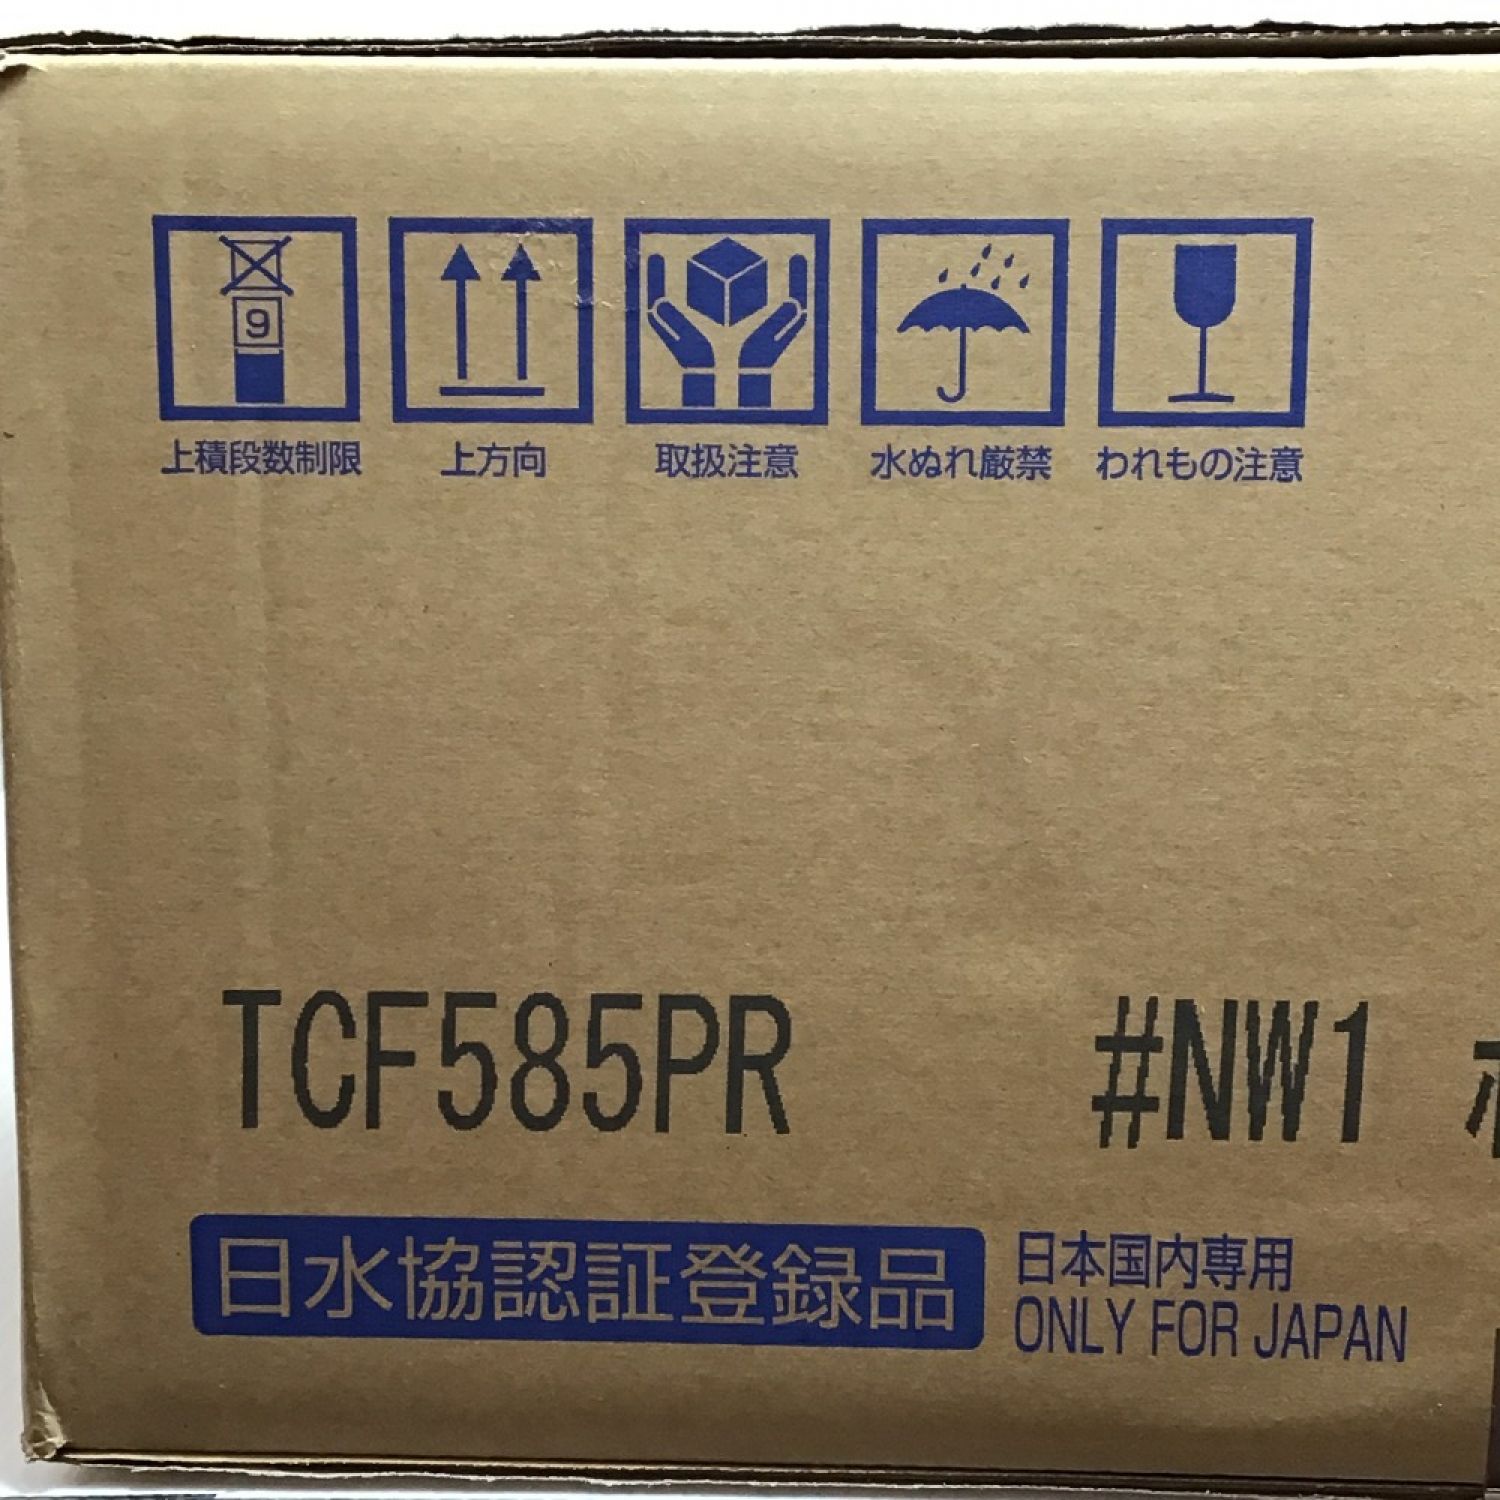 9
上積段数制限 上方向 取扱注意 水ぬれ厳禁 われもの注意
TCF585PR #NW1
日水協認証登録品 日本国内専用
ONLY FOR JAPAN